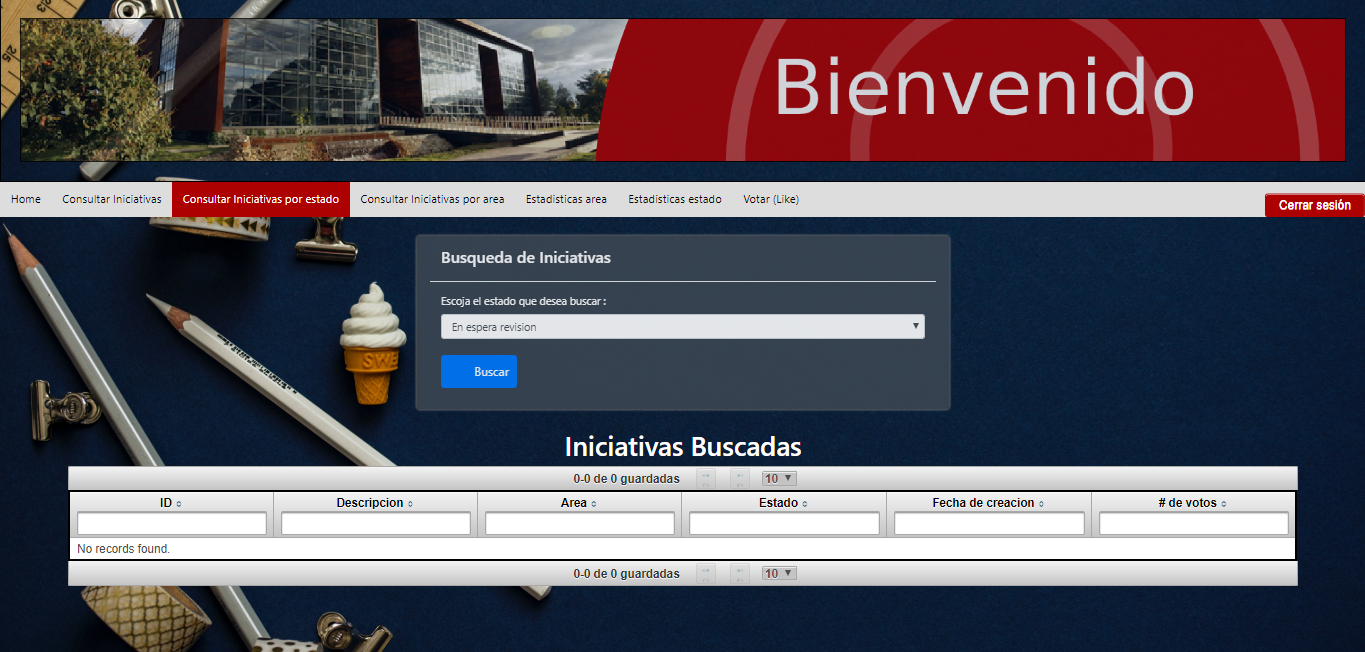 Bienvenido
Home Consultar Iniciativas Consultar Iniciativas por estado Consultar Iniciativas por area Estadisticas area Estadisticas estado Votar (Like) Cerrar sesión
Busqueda de Iniciativas
Escoja el estado que desea buscar :
En espera revision
Buscar
SWE
Iniciativas Buscadas
0-0 de 0 guardadas 10
ID Descripcion Area Estado Fecha de creacion # de votos
No records found.
0-0 de 0 guardadas 10